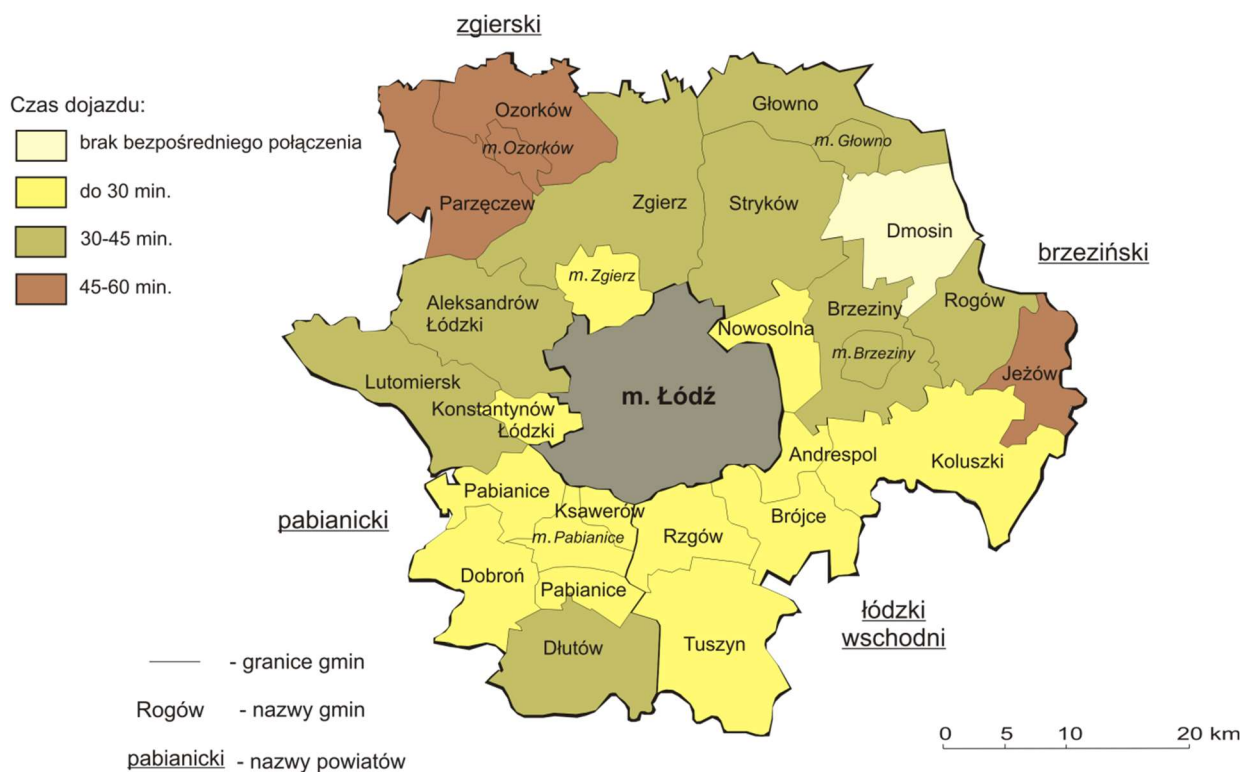 zgierski
Czas dojazdu:
brak bezpośredniego połączenia
do 30 min.
30-45 min.
45-60 min.
Ozorków
m. Ozorków
Parzęczew
Głowno
m. Głowno
Zgierz
Stryków
Dmosin
brzeziński
m. Zgierz
Aleksandrów
Łódzki
Nowosolna
Brzeziny
Rogów
m. Brzeziny
Jeżów
Lutomiersk
m. Łódź
Konstantynów
Łódzki
Andrespol
Koluszki
Pabianice
Ksawerów
m. Pabianice
pabianicki
Rzgów
Brójce
Dobroń
Pabianice
łódzki
wschodni
Dłutów
Tuszyn
- granice gmin
Rogów - nazwy gmin
pabianicki - nazwy powiatów
0 5 10 20 km